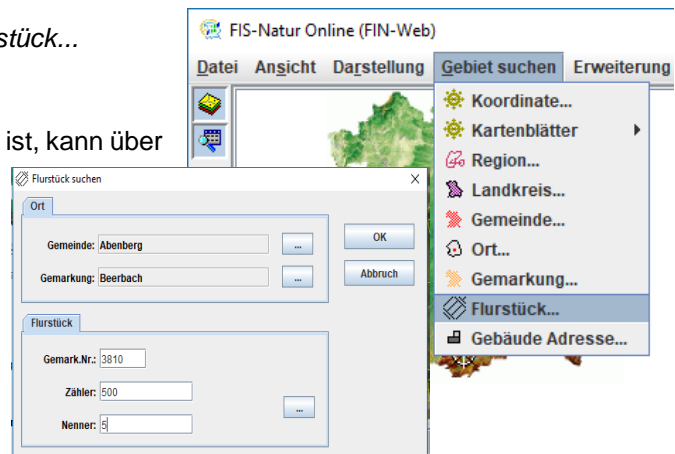 stück...
ist, kann über
FIS-Natur Online (FIN-Web)
Datei Ansicht Darstellung Gebiet suchen Erweiterung
Koordinate...
Kartenblätter
Region...
Landkreis...
Gemeinde...
Ort...
Gemarkung...
Flurstück...
Gebäude Adresse...
Flurstück suchen
Ort
Gemeinde: Abenberg ... OK
Gemarkung: Beerbach ... Abbruch
Flurstück
Gemark.Nr.: 3810
Zähler: 500
...
Nenner: 5